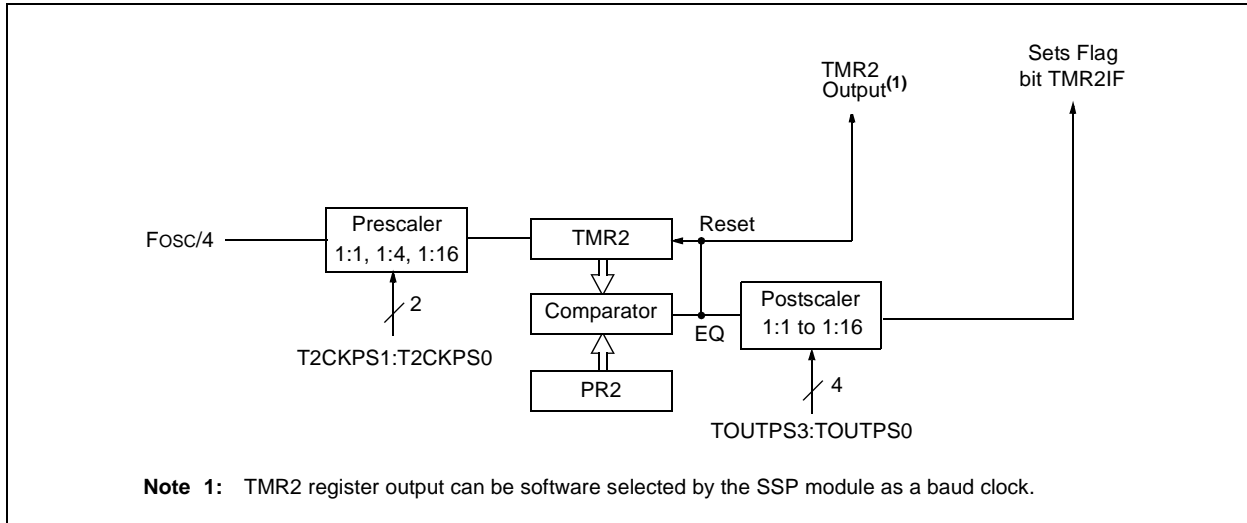 Sets Flag
bit TMR2IF
TMR2
Output(1)
Prescaler
1:1, 1:4, 1:16
FOSC/4
TMR2
Reset
2
Comparator
EQ
Postscaler
1:1 to 1:16
T2CKPS1:T2CKPS0
PR2
4
TOUTPS3:TOUTPS0
Note 1: TMR2 register output can be software selected by the SSP module as a baud clock.